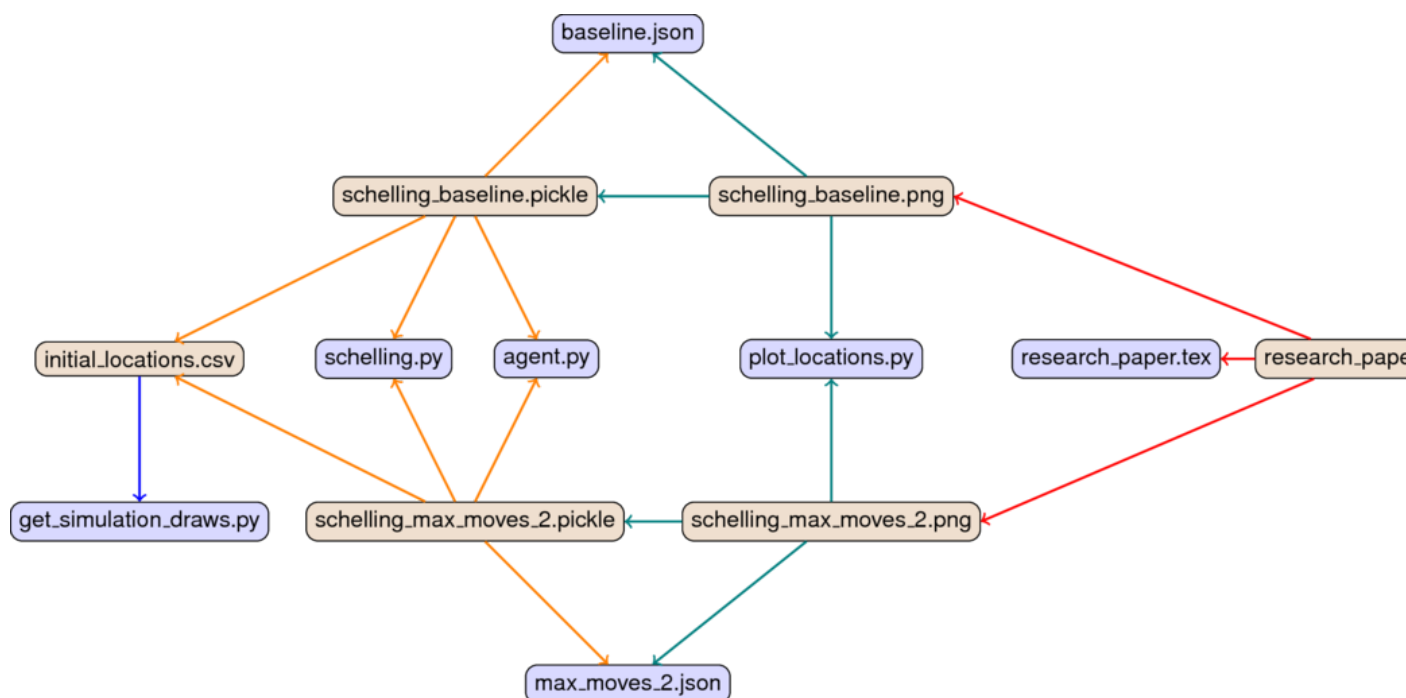 baseline.json
schelling_baseline.pickle
schelling_baseline.png
initial_locations.csv
schelling.py
agent.py
plot_locations.py
research_paper.tex
research_pape
get_simulation_draws.py
schelling_max_moves_2.pickle
schelling_max_moves_2.png
max_moves_2.json